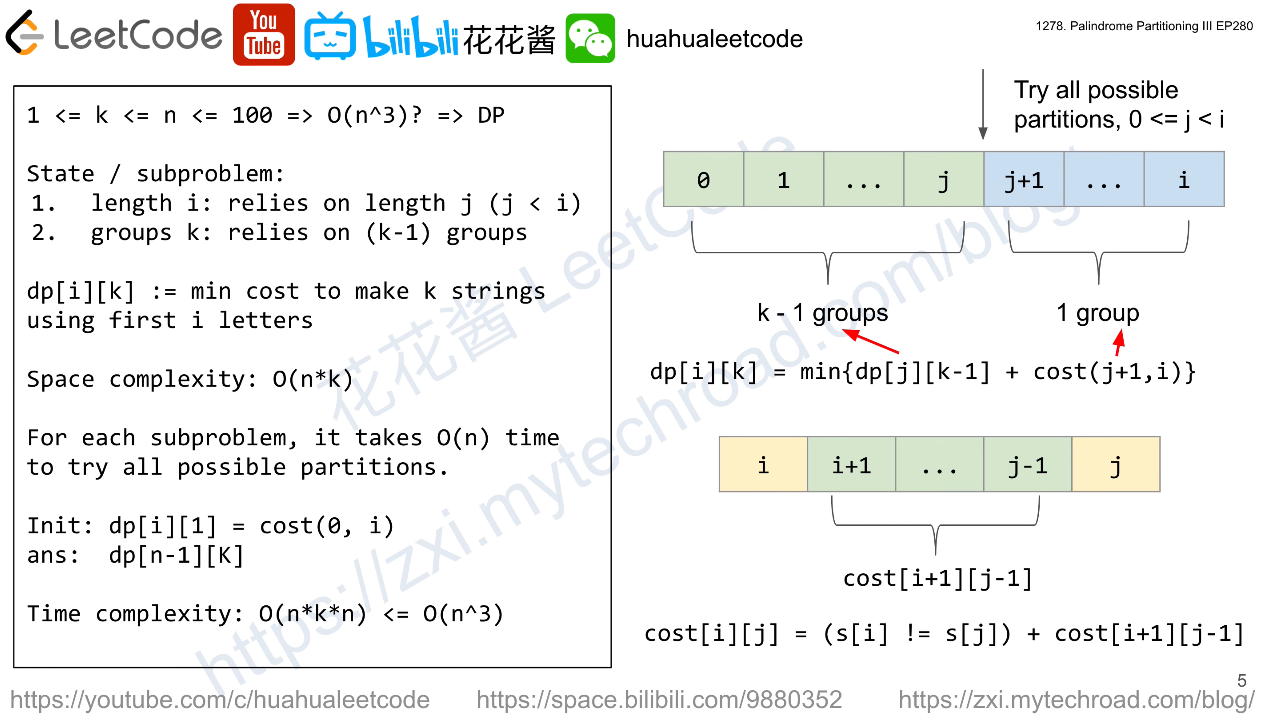 LeetCode
You
Tube
bilibili
花花酱
huahualeetcode
1278. Palindrome Partitioning III EP280
1 <= k <= n <= 100 => O(n^3)? => DP
State / subproblem:
1. length i: relies on length j (j < i)
2. groups k: relies on (k-1) groups
dp[i][k] := min cost to make k strings
using first i letters
Space complexity: O(n*k)
For each subproblem, it takes O(n) time
to try all possible partitions.
Init: dp[i][1] = cost(0, i)
ans: dp[n-1][K]
Time complexity: O(n*k*n) <= O(n^3)
Try all possible
partitions, 0 <= j < i
0 1 ... j j+1 ... i
k - 1 groups 1 group
dp[i][k] = min{dp[j][k-1] + cost(j+1,i)}
i i+1 ... j-1 j
cost[i+1][j-1]
cost[i][j] = (s[i] != s[j]) + cost[i+1][j-1]
花花酱 LeetCode
https://zxi.mytechroad.com/blog/
5
https://youtube.com/c/huahualeetcode https://space.bilibili.com/9880352 https://zxi.mytechroad.com/blog/